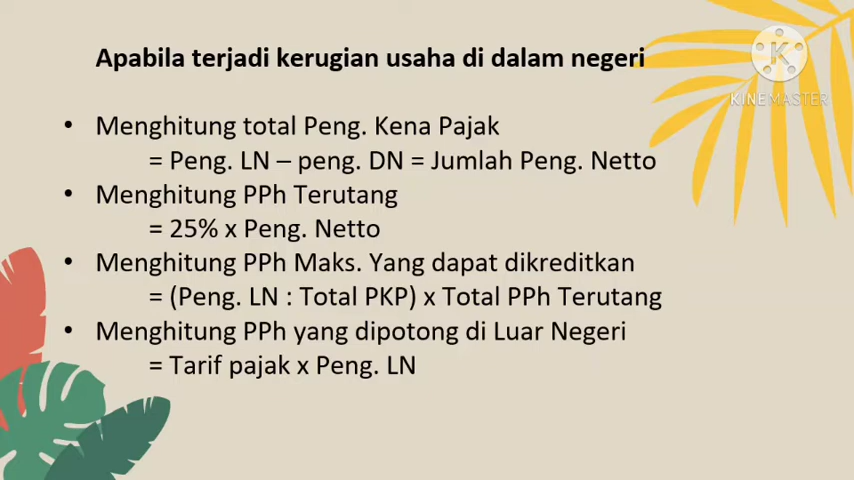 Apabila terjadi kerugian usaha di dalam negeri
KINEMASTER
• Menghitung total Peng. Kena Pajak
= Peng. LN – peng. DN = Jumlah Peng. Netto
• Menghitung PPh Terutang
= 25% x Peng. Netto
• Menghitung PPh Maks. Yang dapat dikreditkan
= (Peng. LN : Total PKP) x Total PPh Terutang
• Menghitung PPh yang dipotong di Luar Negeri
= Tarif pajak x Peng. LN